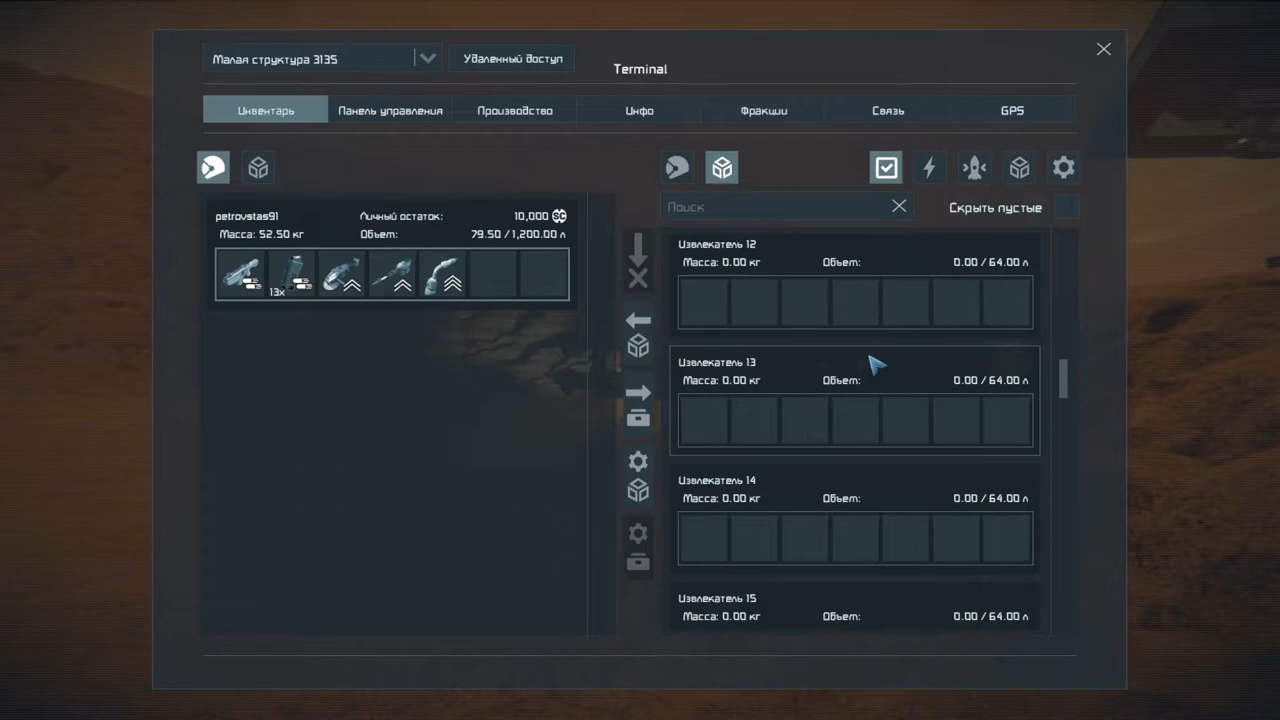 Малая структура 3135
Удаленный доступ
Terminal
Инвентарь
Панель управления
Производство
Инфо
Фракции
Связь
GPS
Поиск
Скрыть пустые
petrovstas91 Личный остаток: 10,000 SC
Масса: 52.50 кг Объем: 79.50 / 1,200.00 л
13x
Извлекатель 12
Масса: 0.00 кг Объем: 0.00 / 64.00 л
Извлекатель 13
Масса: 0.00 кг Объем: 0.00 / 64.00 л
Извлекатель 14
Масса: 0.00 кг Объем: 0.00 / 64.00 л
Извлекатель 15
Масса: 0.00 кг Объем: 0.00 / 64.00 л